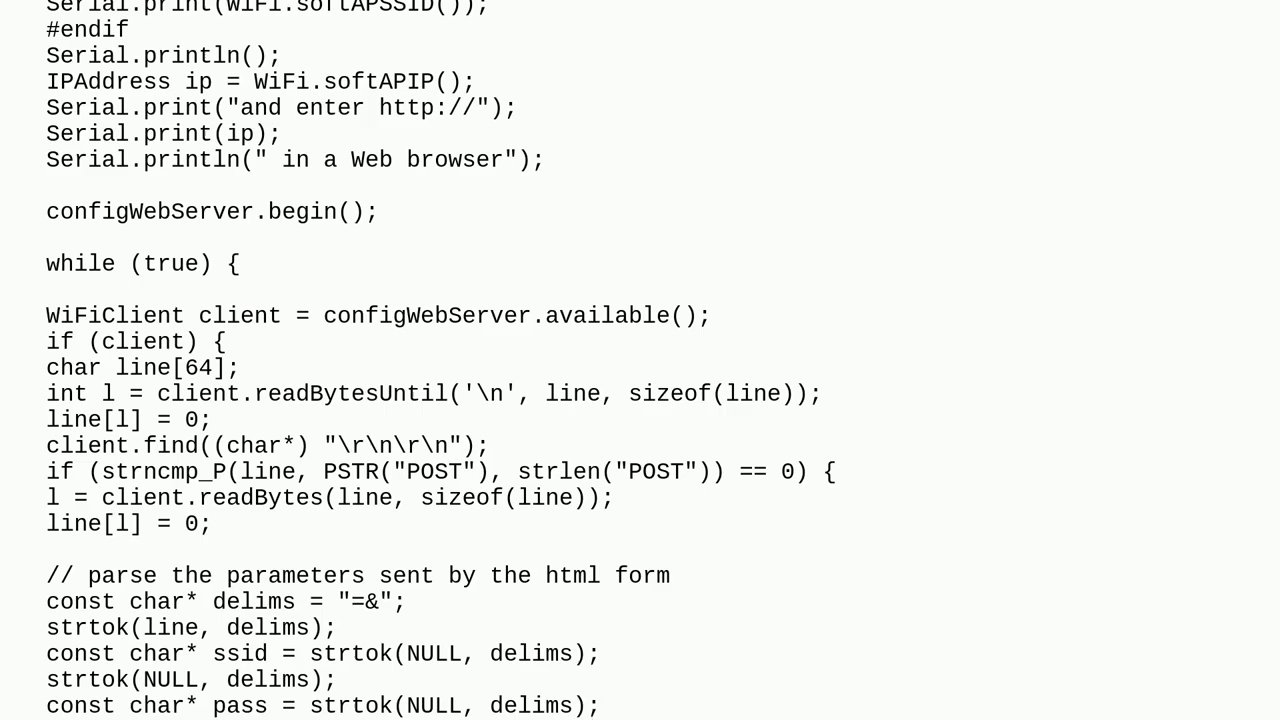 Serial.print(WiFi.softAPSSID());
#endif
Serial.println();
IPAddress ip = WiFi.softAPIP();
Serial.print("and enter http://");
Serial.print(ip);
Serial.println(" in a Web browser");
configWebServer.begin();
while (true) {
WiFiClient client = configWebServer.available();
if (client) {
char line[64];
int l = client.readBytesUntil('\n', line, sizeof(line));
line[l] = 0;
client.find((char*) "\r\n\r\n");
if (strncmp_P(line, PSTR("POST"), strlen("POST")) == 0) {
l = client.readBytes(line, sizeof(line));
line[l] = 0;
// parse the parameters sent by the html form
const char* delims = "=&";
strtok(line, delims);
const char* ssid = strtok(NULL, delims);
strtok(NULL, delims);
const char* pass = strtok(NULL, delims);